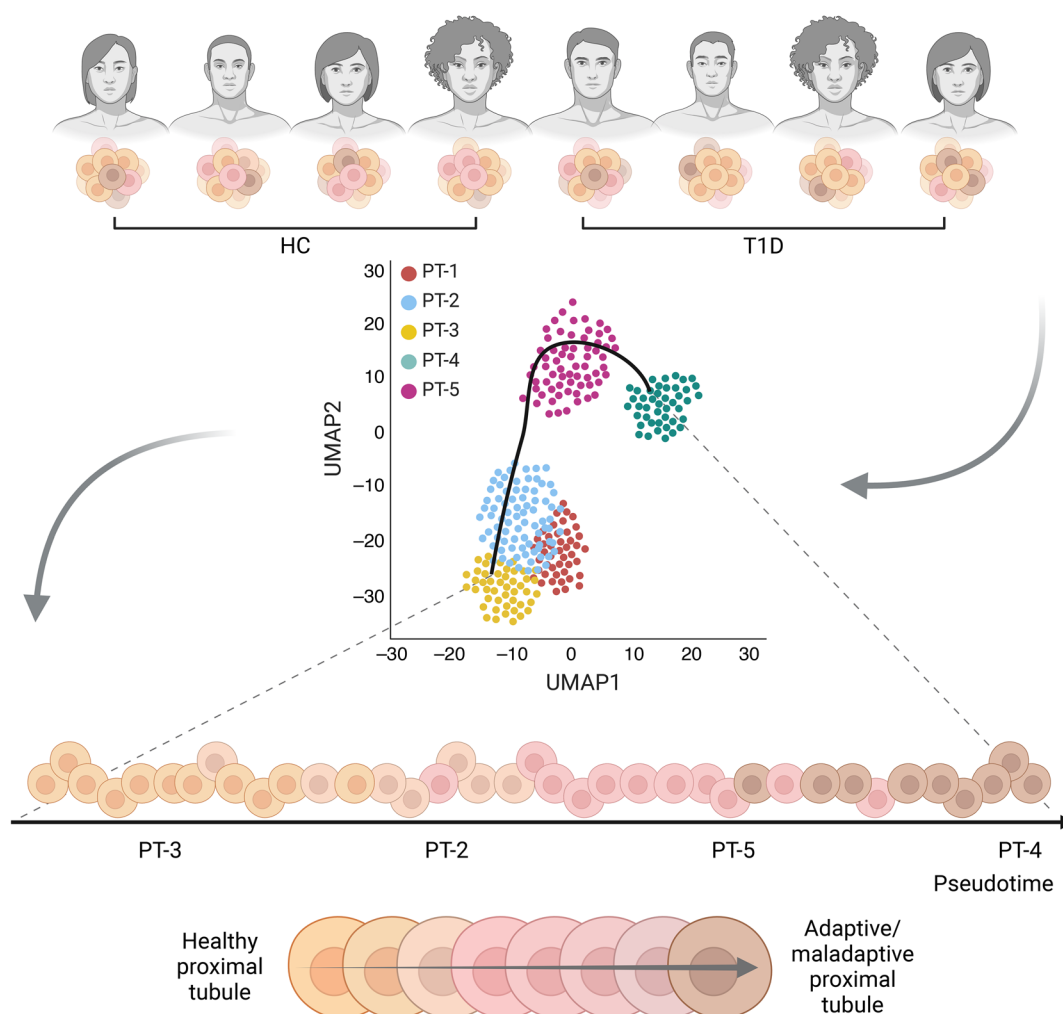 HC
T1D
PT-1
PT-2
PT-3
PT-4
PT-5
30
20
10
0
–10
–20
–30
UMAP2
–30
–20
–10
0
10
20
30
UMAP1
PT-3
PT-2
PT-5
PT-4
Pseudotime
Healthy
proximal
tubule
Adaptive/
maladaptive
proximal
tubule